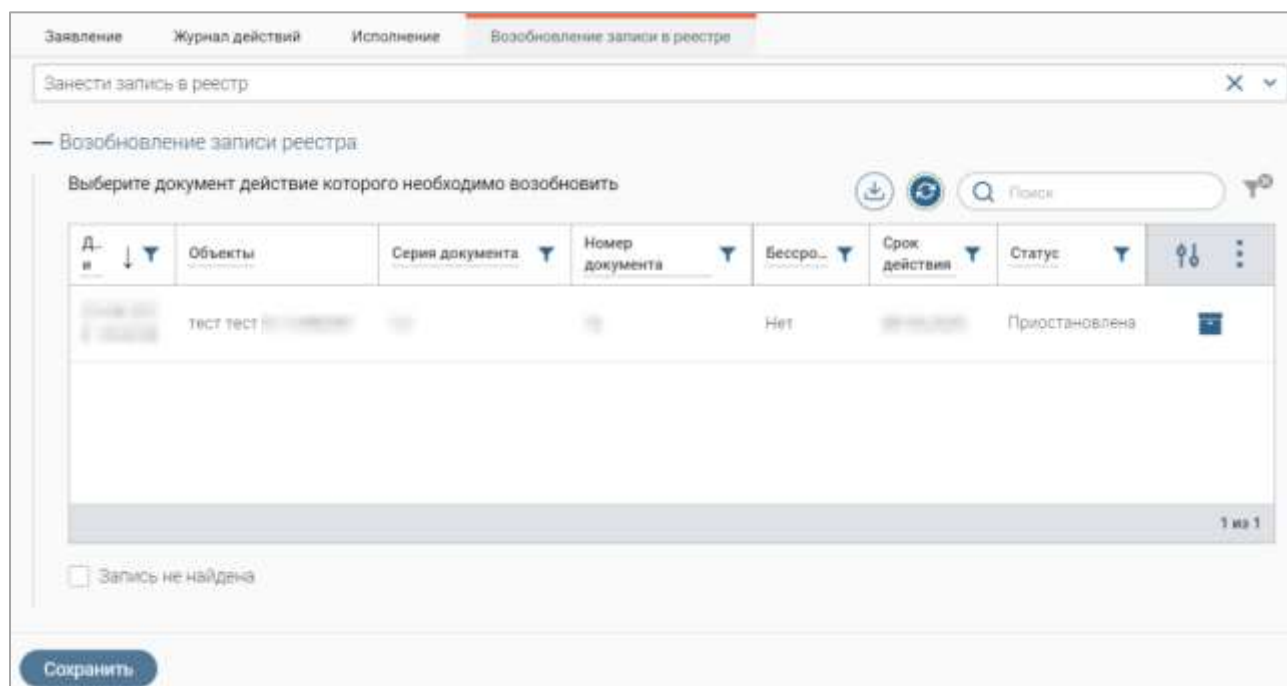 Заявление Журнал действий Исполнение Возобновление записи в реестре
Занести запись в реестр
Возобновление записи реестра
Выберите документ действие которого необходимо возобновить
Поиск
Д... и Объекты Серия документа Номер документа Бессро... Срок действия Статус
тест тест Нет Приостановлена
1 из 1
Запись не найдена
Сохранить